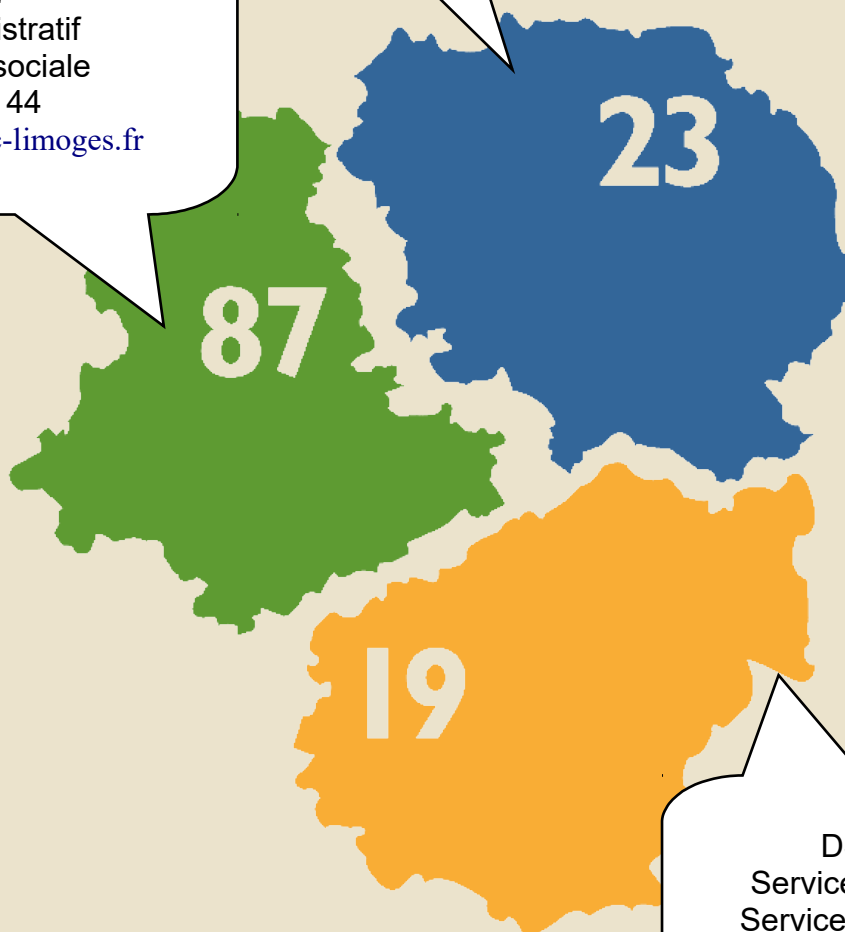 istratif
sociale
44
-limoges.fr
23
87
19
D
Service
Service